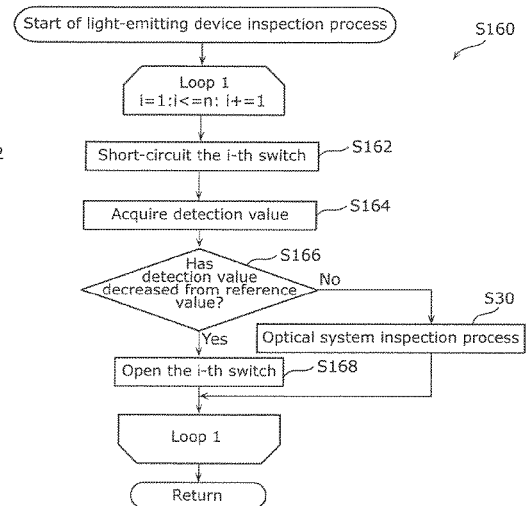 Start of light-emitting device inspection process
S160
Loop 1
i=1:i<=n: i+=1
2
Short-circuit the i-th switch
S162
Acquire detection value
S164
S166
Has
detection value
decreased from reference
value?
No
S30
Yes
Optical system inspection process
Open the i-th switch
S168
Loop 1
Return